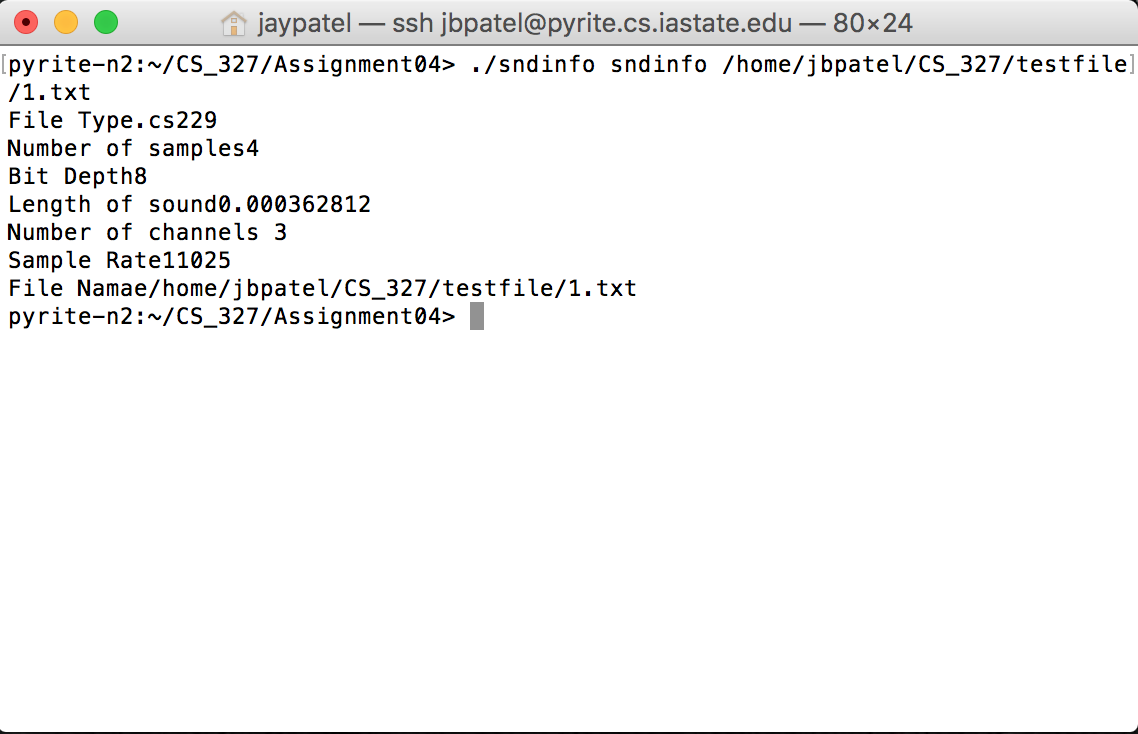 jaypatel — ssh jbpatel@pyrite.cs.iastate.edu — 80×24
[pyrite-n2:~/CS_327/Assignment04> ./sndinfo sndinfo /home/jbpatel/CS_327/testfile]
/1.txt
File Type.cs229
Number of samples4
Bit Depth8
Length of sound0.000362812
Number of channels 3
Sample Rate11025
File Namae/home/jbpatel/CS_327/testfile/1.txt
pyrite-n2:~/CS_327/Assignment04>